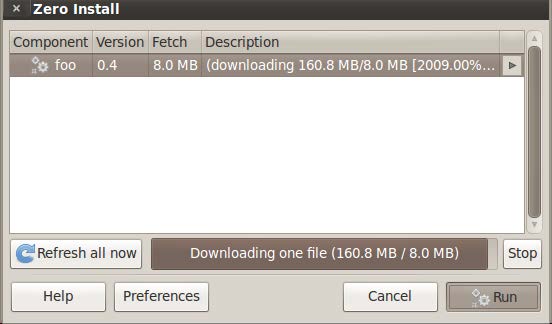 Zero Install
Component Version Fetch Description
foo 0.4 8.0 MB (downloading 160.8 MB/8.0 MB [2009.00%...
Refresh all now Downloading one file (160.8 MB / 8.0 MB) Stop
Help Preferences Cancel Run